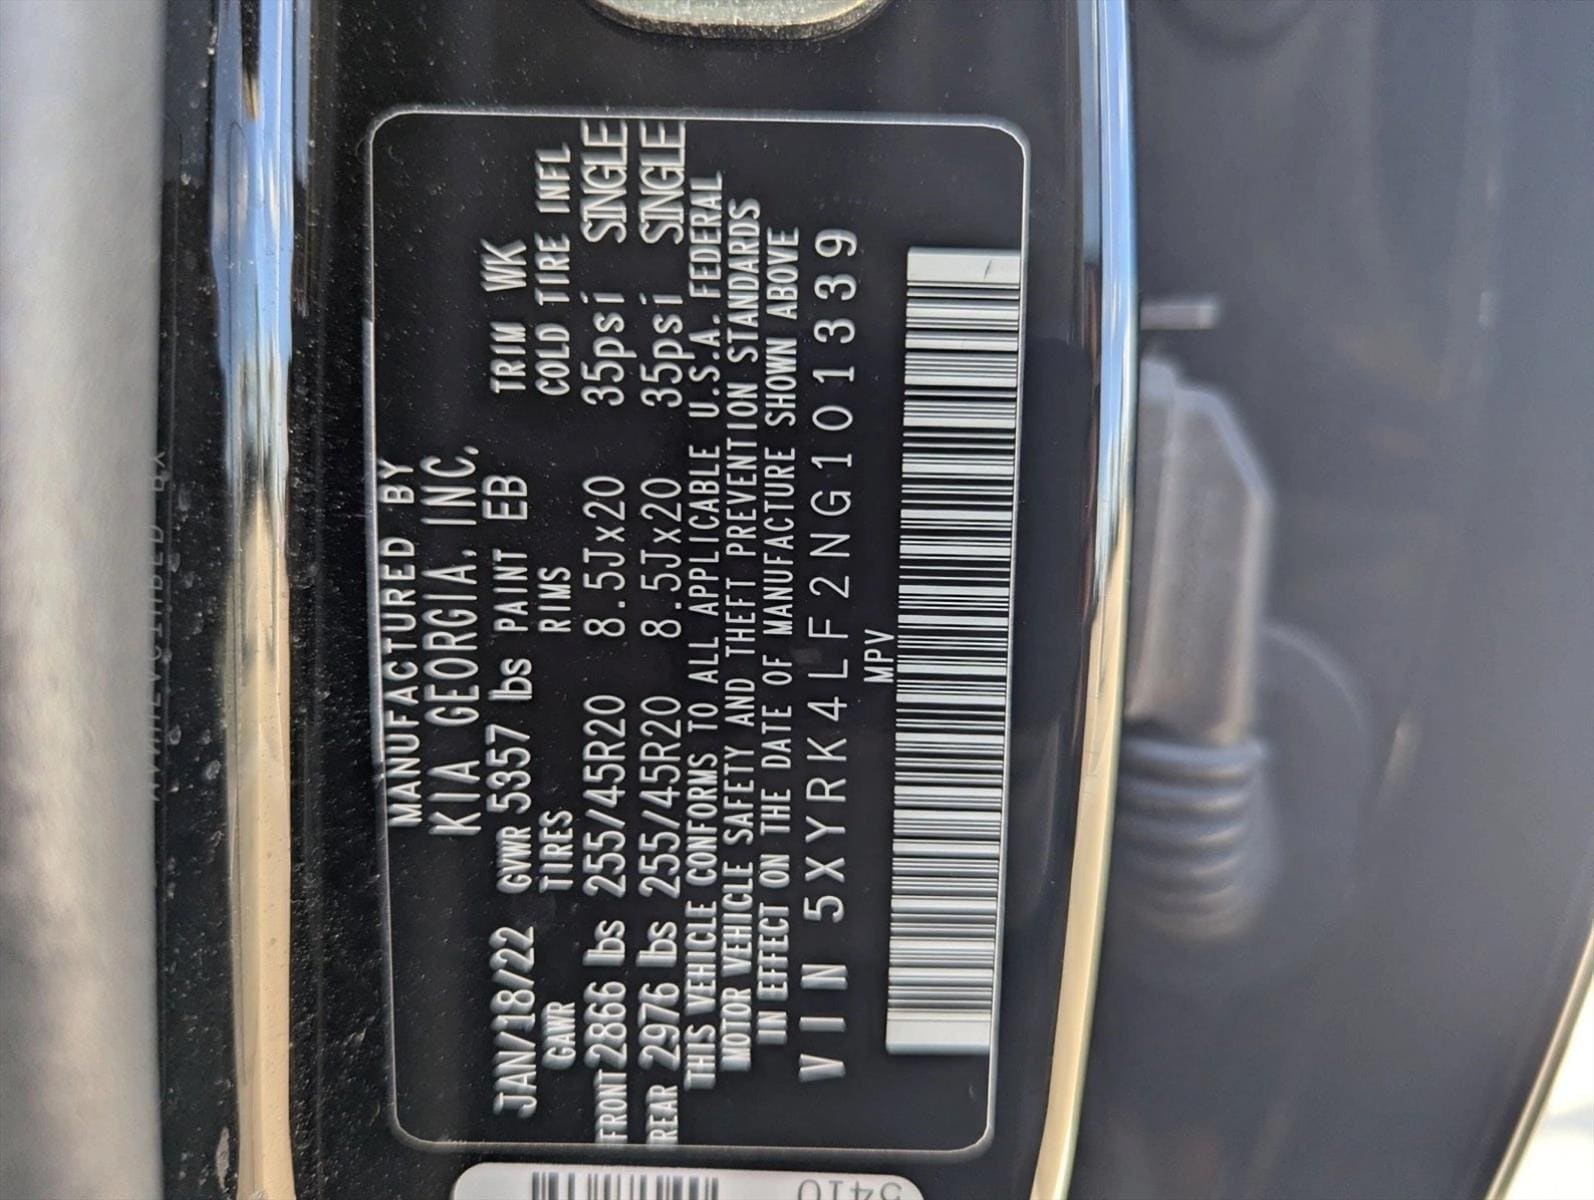 MANUFACTURED BY
KIA GEORGIA, INC.
JAN/18/22 GVWR 5357 lbs PAINT EB TRIM WK
GAWR TIRES RIMS COLD TIRE INFL
FRONT 2866 lbs 255/45R20 8.5Jx20 35psi SINGLE
REAR 2976 lbs 255/45R20 8.5Jx20 35psi SINGLE
THIS VEHICLE CONFORMS TO ALL APPLICABLE U.S.A. FEDERAL
MOTOR VEHICLE SAFETY AND THEFT PREVENTION STANDARDS
IN EFFECT ON THE DATE OF MANUFACTURE SHOWN ABOVE
VIN 5XYRK4LF2NG101339
MPV
5410